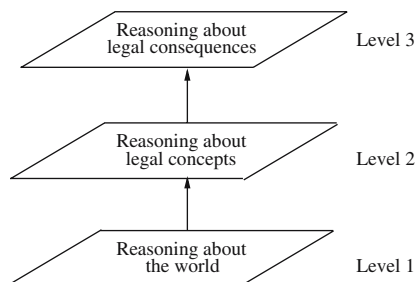 Reasoning about
legal consequences
Level 3
Reasoning about
legal concepts
Level 2
Reasoning about
the world
Level 1